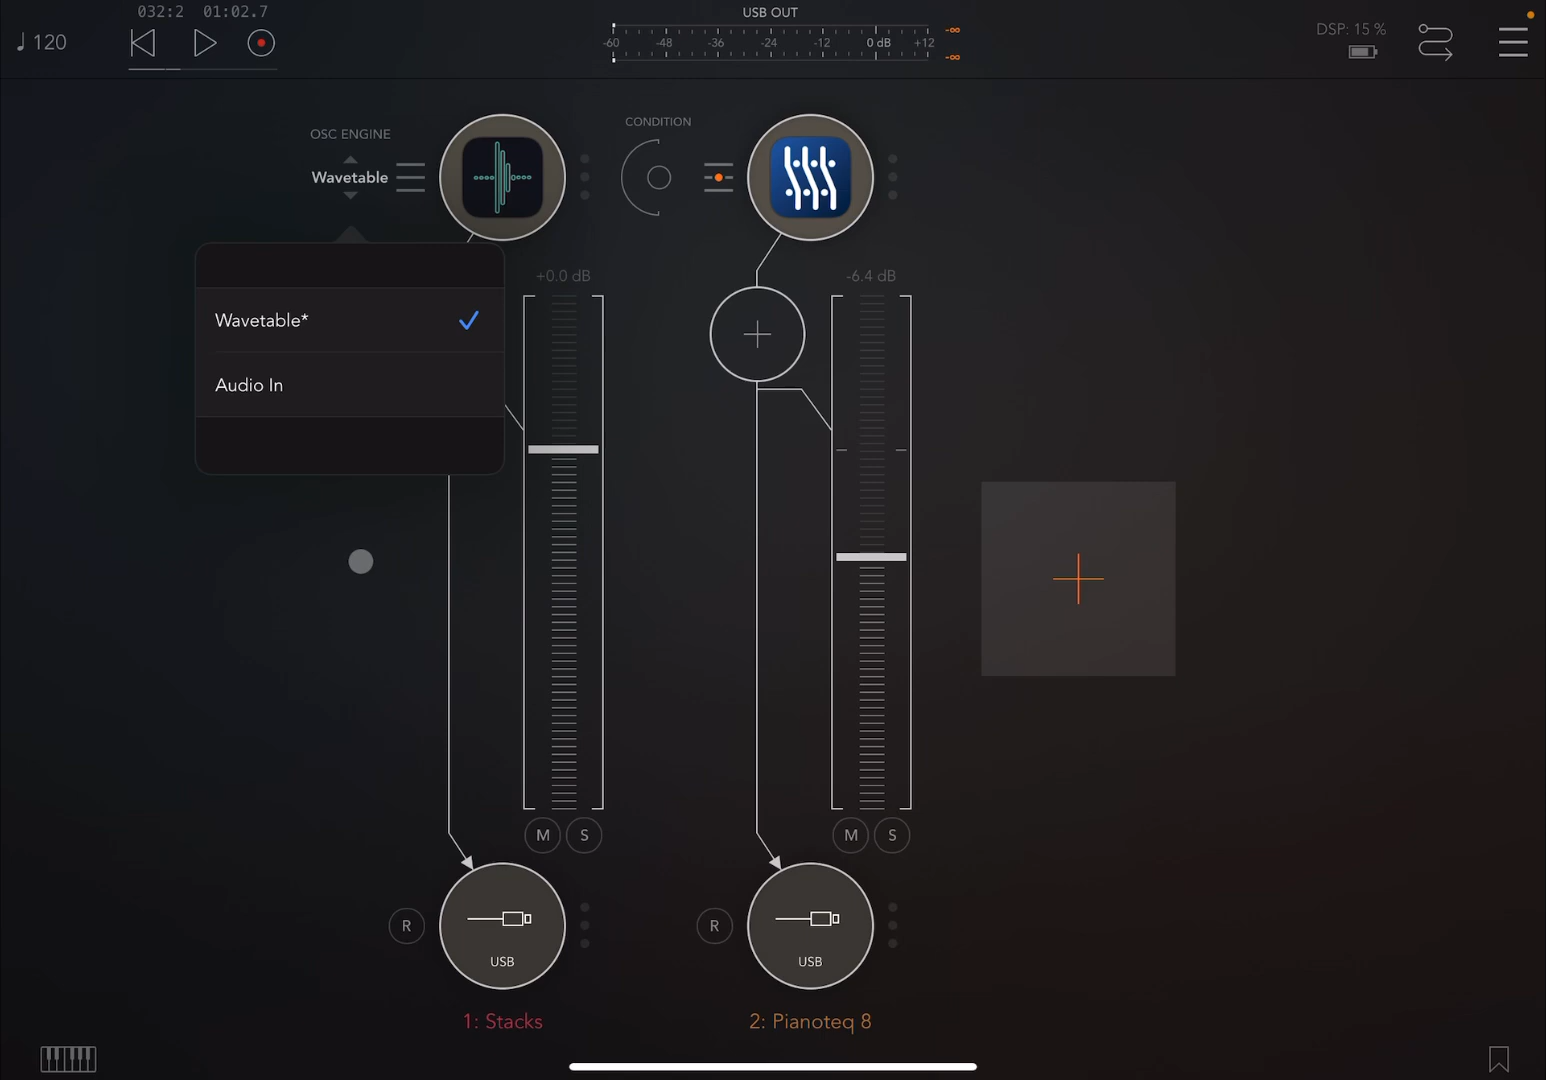 032:2 01:02.7
♩ 120
USB OUT
-60 -48 -36 -24 -12 0 dB +12
-∞
-∞
DSP: 15 %
OSC ENGINE
Wavetable
CONDITION
Wavetable*
Audio In
+0.0 dB
-6.4 dB
M S
M S
R
USB
R
USB
1: Stacks
2: Pianoteq 8